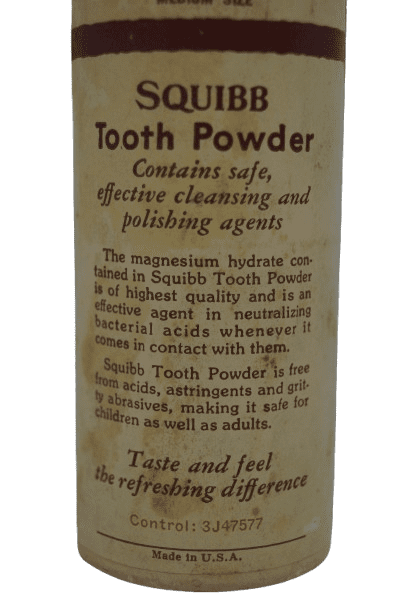 MEDIUM SIZE
SQUIBB
Tooth Powder
Contains safe,
effective cleansing and
polishing agents
The magnesium hydrate con-
tained in Squibb Tooth Powder
is of highest quality and is an
effective agent in neutralizing
bacterial acids whenever it
comes in contact with them.
Squibb Tooth Powder is free
from acids, astringents and grit-
ty abrasives, making it safe for
children as well as adults.
Taste and feel
the refreshing difference
Control: 3J47577
Made in U.S.A.